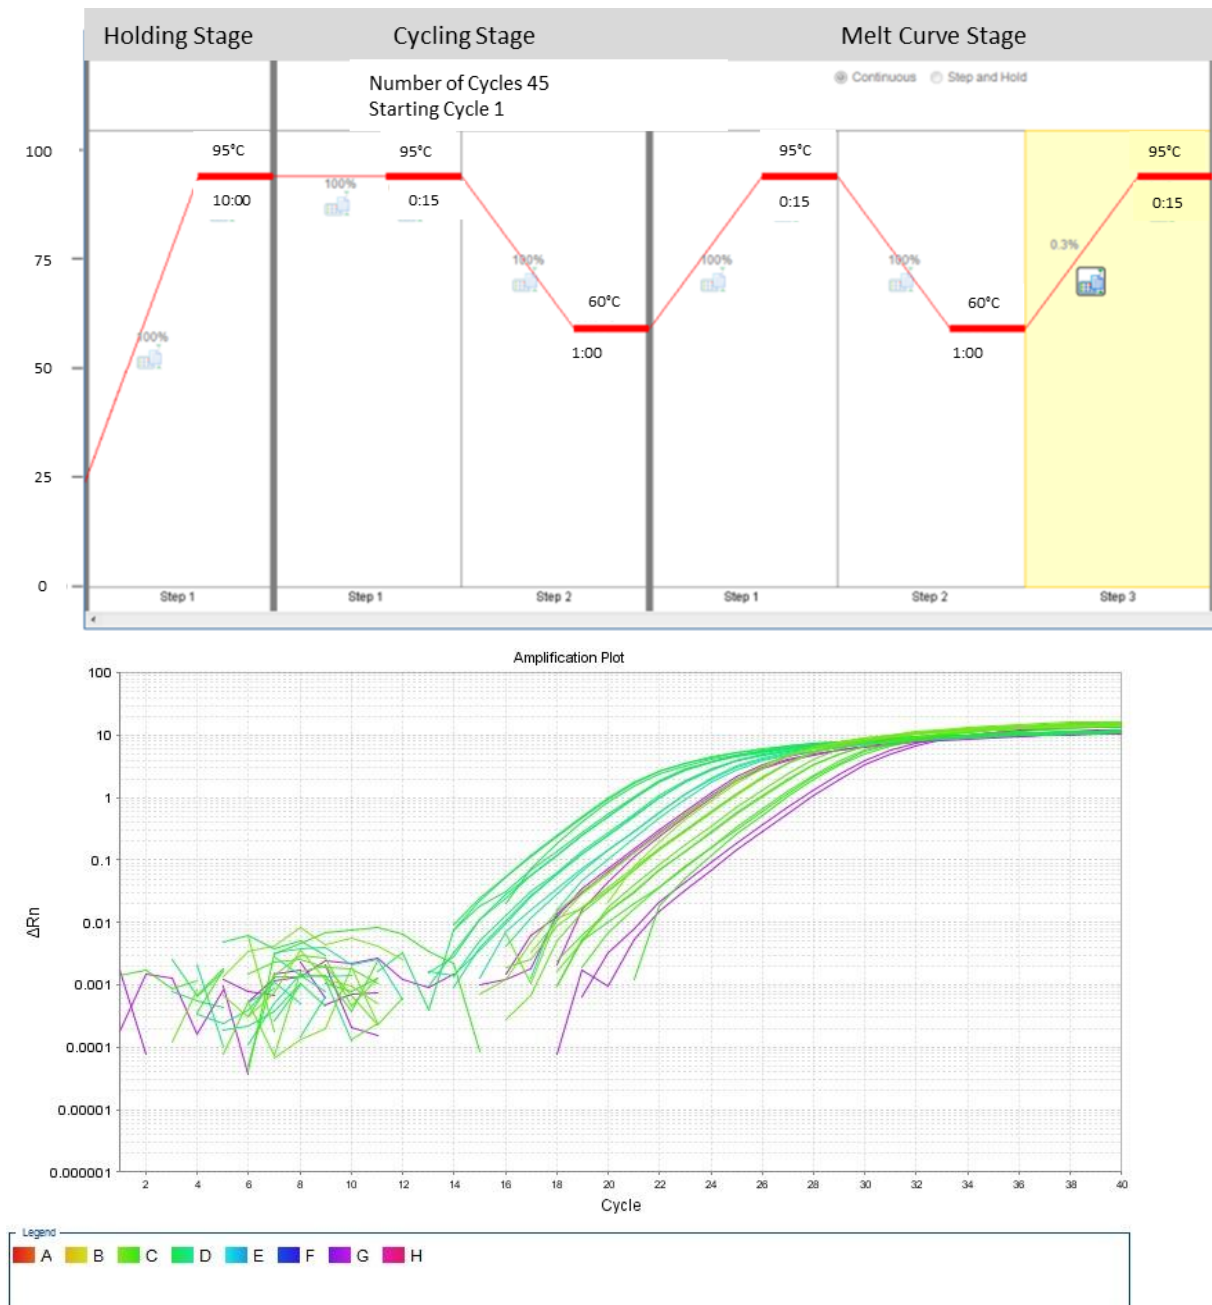 Holding Stage
Cycling Stage
Melt Curve Stage
Number of Cycles 45
Starting Cycle 1
Continuous
Step and Hold
100
75
50
25
0
95°C
10:00
100%
95°C
0:15
100%
60°C
1:00
100%
95°C
0:15
100%
60°C
1:00
100%
95°C
0:15
0.3%
Step 1
Step 1
Step 2
Step 1
Step 2
Step 3
Amplification Plot
100
10
1
0.1
0.01
0.001
0.0001
0.00001
0.000001
ΔRn
2 4 6 8 10 12 14 16 18 20 22 24 26 28 30 32 34 36 38 40
Cycle
Legend
A B C D E F G H